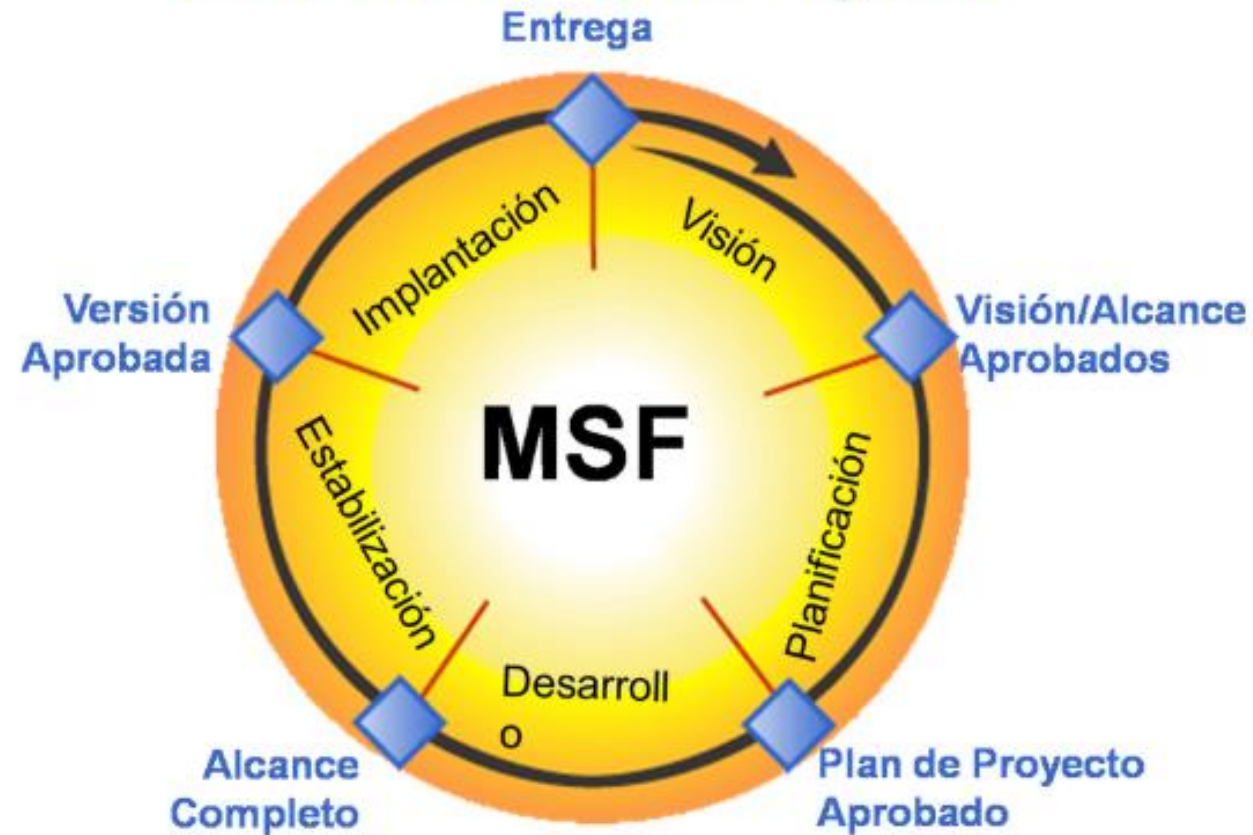 Entrega
Implantación
Visión
Versión
Aprobada
Visión/Alcance
Aprobados
MSF
Estabilización
Planificación
Desarroll
o
Alcance
Completo
Plan de Proyecto
Aprobado